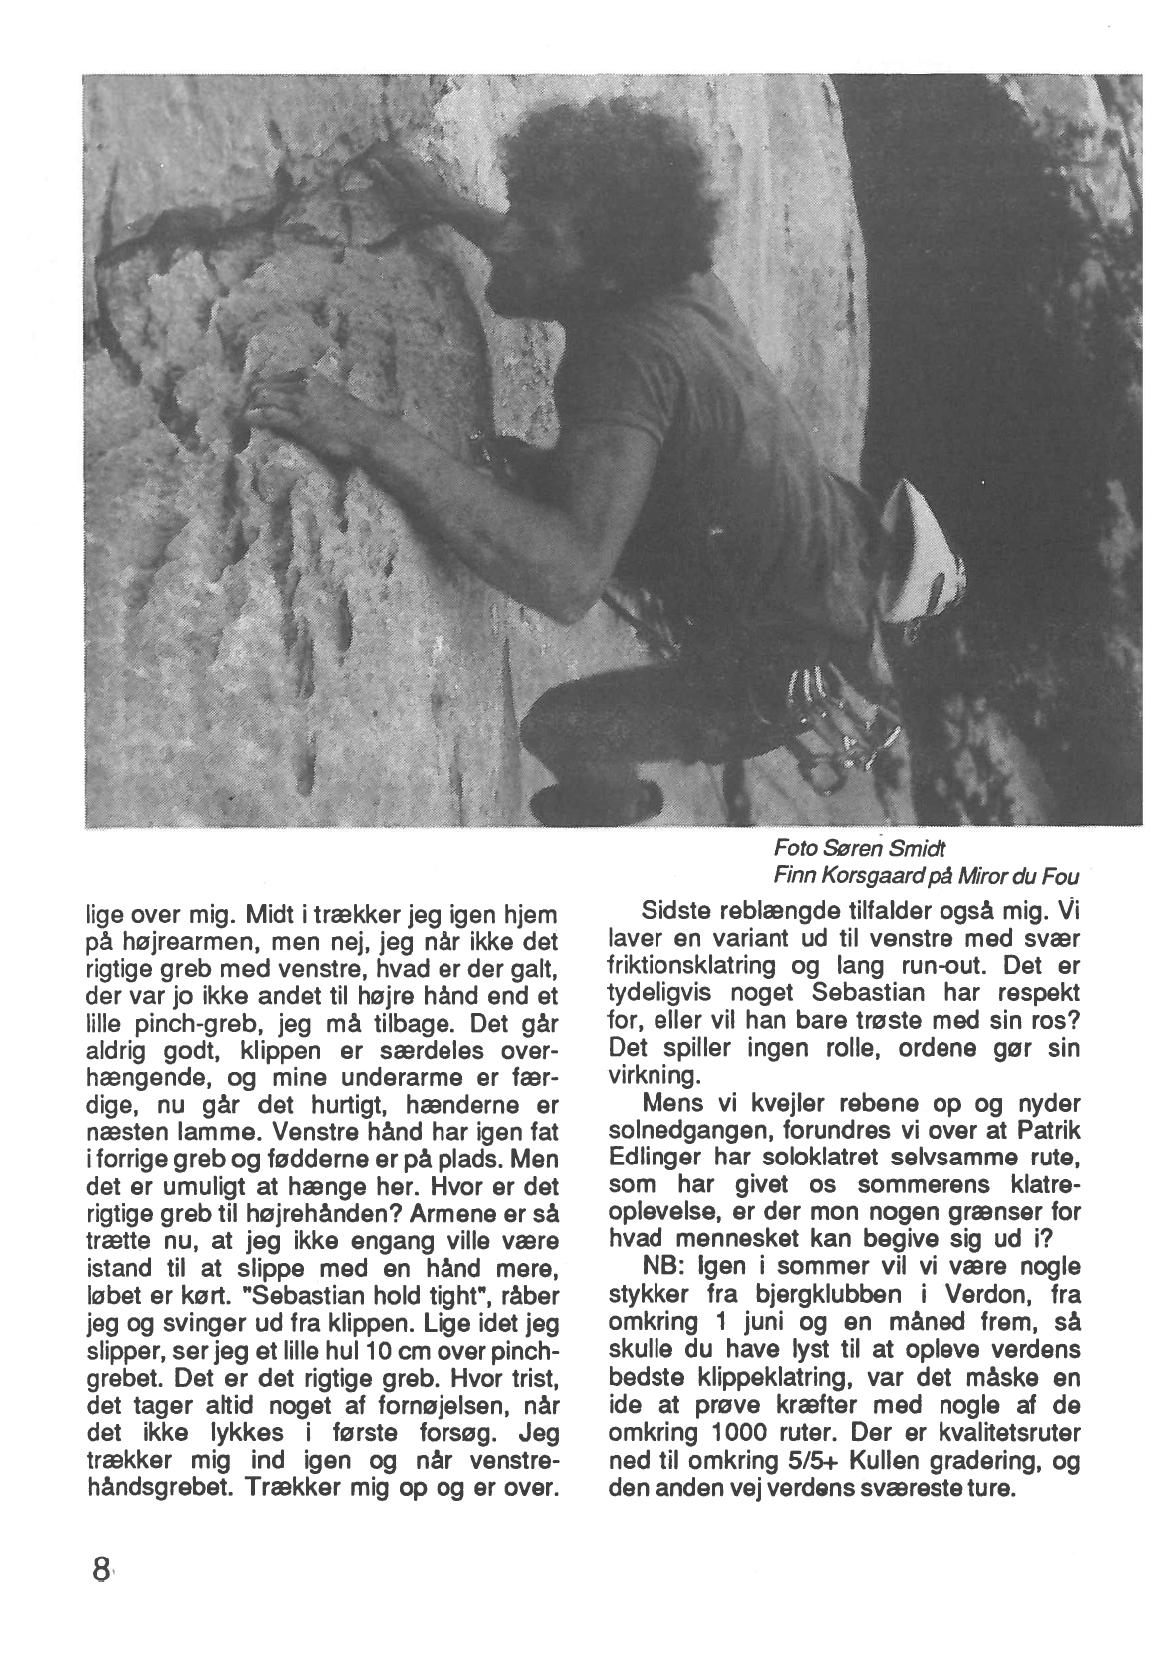 Foto Søren Smidt
Finn Korsgaard på Miror du Fou
lige over mig. Midt i trækker jeg igen hjem
på højrearmen, men nej, jeg når ikke det
rigtige greb med venstre, hvad er der galt,
der var jo ikke andet til højre hånd end et
lille pinch-greb, jeg må tilbage. Det går
aldrig godt, klippen er særdeles over-
hængende, og mine underarme er fær-
dige, nu går det hurtigt, hænderne er
næsten lamme. Venstre hånd har igen fat
i forrige greb og fødderne er på plads. Men
det er umuligt at hænge her. Hvor er det
rigtige greb til højrehånden? Armene er så
trætte nu, at jeg ikke engang ville være
istand til at slippe med en hånd mere,
løbet er kørt. "Sebastian hold tight", råber
jeg og svinger ud fra klippen. Lige idet jeg
slipper, ser jeg et lille hul 10 cm over pinch-
grebet. Det er det rigtige greb. Hvor trist,
det tager altid noget af fornøjelsen, når
det ikke lykkes i første forsøg. Jeg
trækker mig ind igen og når venstre-
håndsgrebet. Trækker mig op og er over.
Sidste reblængde tilfalder også mig. Vi
laver en variant ud til venstre med svær
friktionsklatring og lang run-out. Det er
tydeligvis noget Sebastian har respekt
for, eller vil han bare trøste med sin ros?
Det spiller ingen rolle, ordene gør sin
virkning.
Mens vi kvejler rebene op og nyder
solnedgangen, forundres vi over at Patrik
Edlinger har soloklatret selvsamme rute,
som har givet os sommerens klatre-
oplevelse, er der mon nogen grænser for
hvad mennesket kan begive sig ud i?
NB: Igen i sommer vil vi være nogle
stykker fra bjergklubben i Verdon, fra
omkring 1 juni og en måned frem, så
skulle du have lyst til at opleve verdens
bedste klippeklatring, var det måske en
ide at prøve kræfter med nogle af de
omkring 1000 ruter. Der er kvalitetsruter
ned til omkring 5/5+ Kullen gradering, og
den anden vej verdens sværeste ture.
8